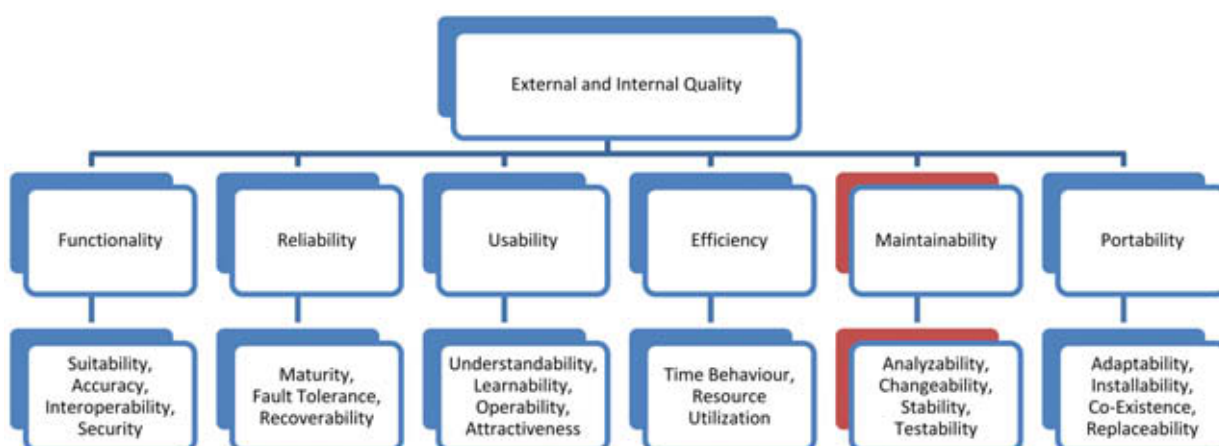 External and Internal Quality
Functionality
Reliability
Usability
Efficiency
Maintainability
Portability
Suitability,
Accuracy,
Interoperability,
Security
Maturity,
Fault Tolerance,
Recoverability
Understandability,
Learnability,
Operability,
Attractiveness
Time Behaviour,
Resource
Utilization
Analyzability,
Changeability,
Stability,
Testability
Adaptability,
Installability,
Co-Existence,
Replaceability